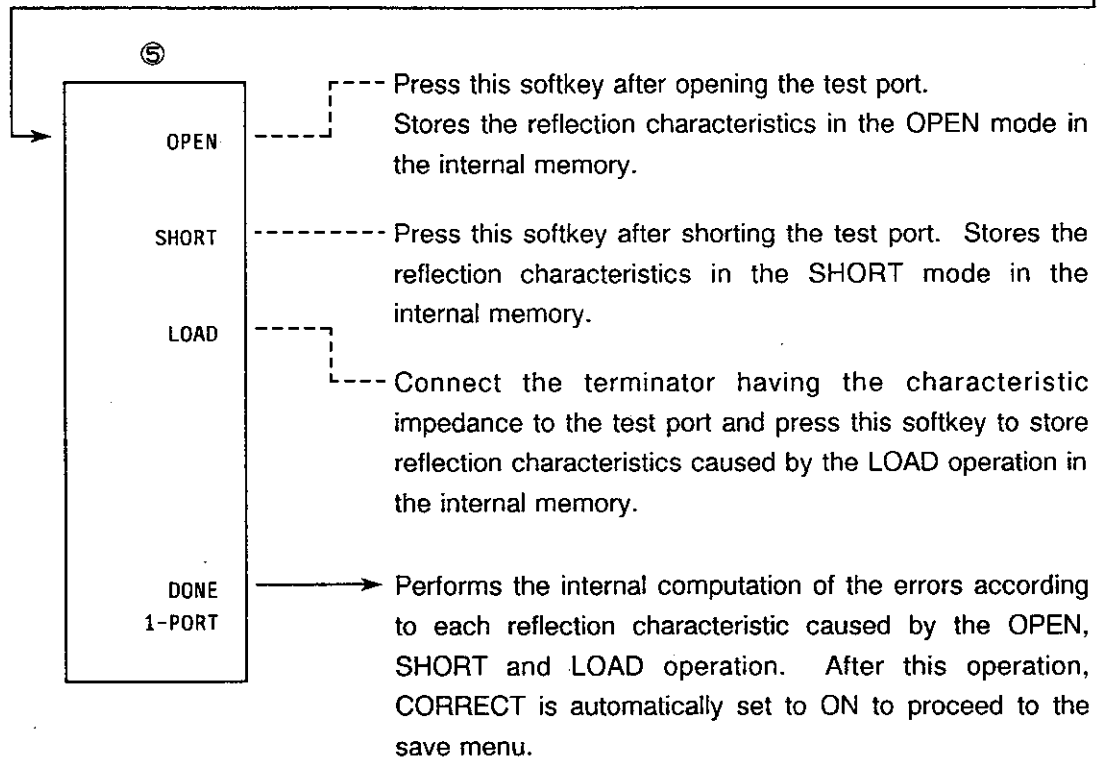 ⑤
OPEN
Press this softkey after opening the test port.
Stores the reflection characteristics in the OPEN mode in
the internal memory.
SHORT
Press this softkey after shorting the test port. Stores the
reflection characteristics in the SHORT mode in the
internal memory.
LOAD
Connect the terminator having the characteristic
impedance to the test port and press this softkey to store
reflection characteristics caused by the LOAD operation in
the internal memory.
DONE
1-PORT
Performs the internal computation of the errors according
to each reflection characteristic caused by the OPEN,
SHORT and LOAD operation. After this operation,
CORRECT is automatically set to ON to proceed to the
save menu.